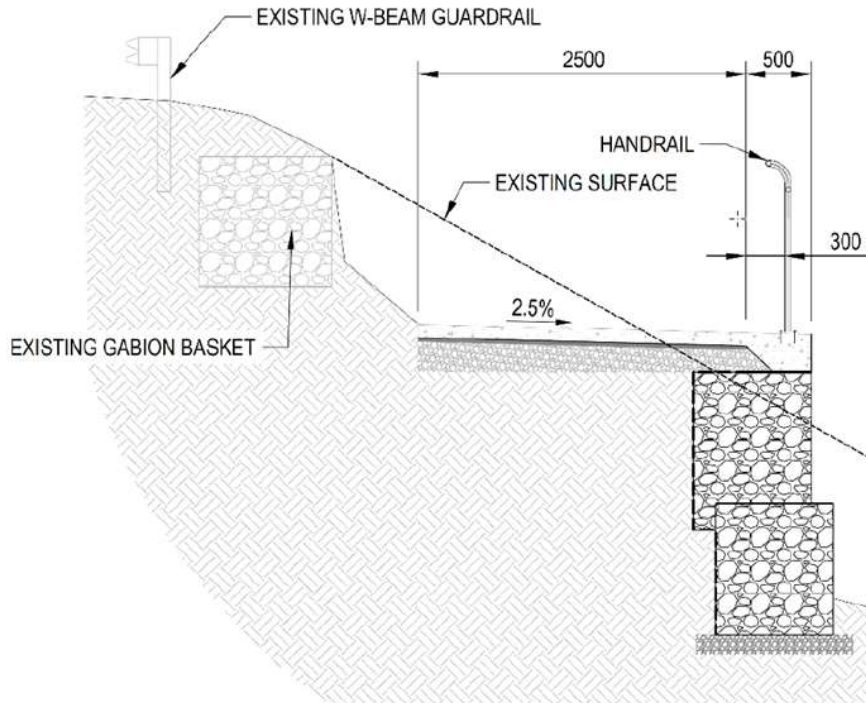 EXISTING W-BEAM GUARDRAIL
2500
500
HANDRAIL
EXISTING SURFACE
300
2.5%
EXISTING GABION BASKET